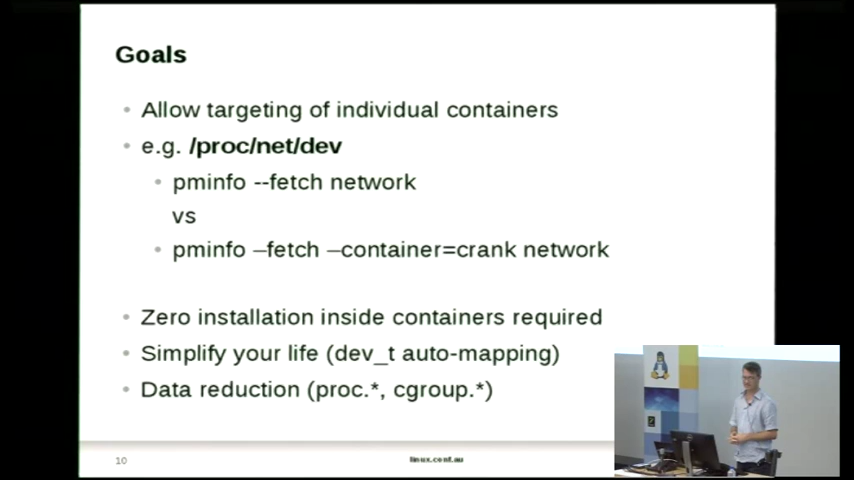 Goals
• Allow targeting of individual containers
• e.g. /proc/net/dev
• pminfo --fetch network
vs
• pminfo –fetch –container=crank network
• Zero installation inside containers required
• Simplify your life (dev_t auto-mapping)
• Data reduction (proc.*, cgroup.*)
10
linux.conf.au